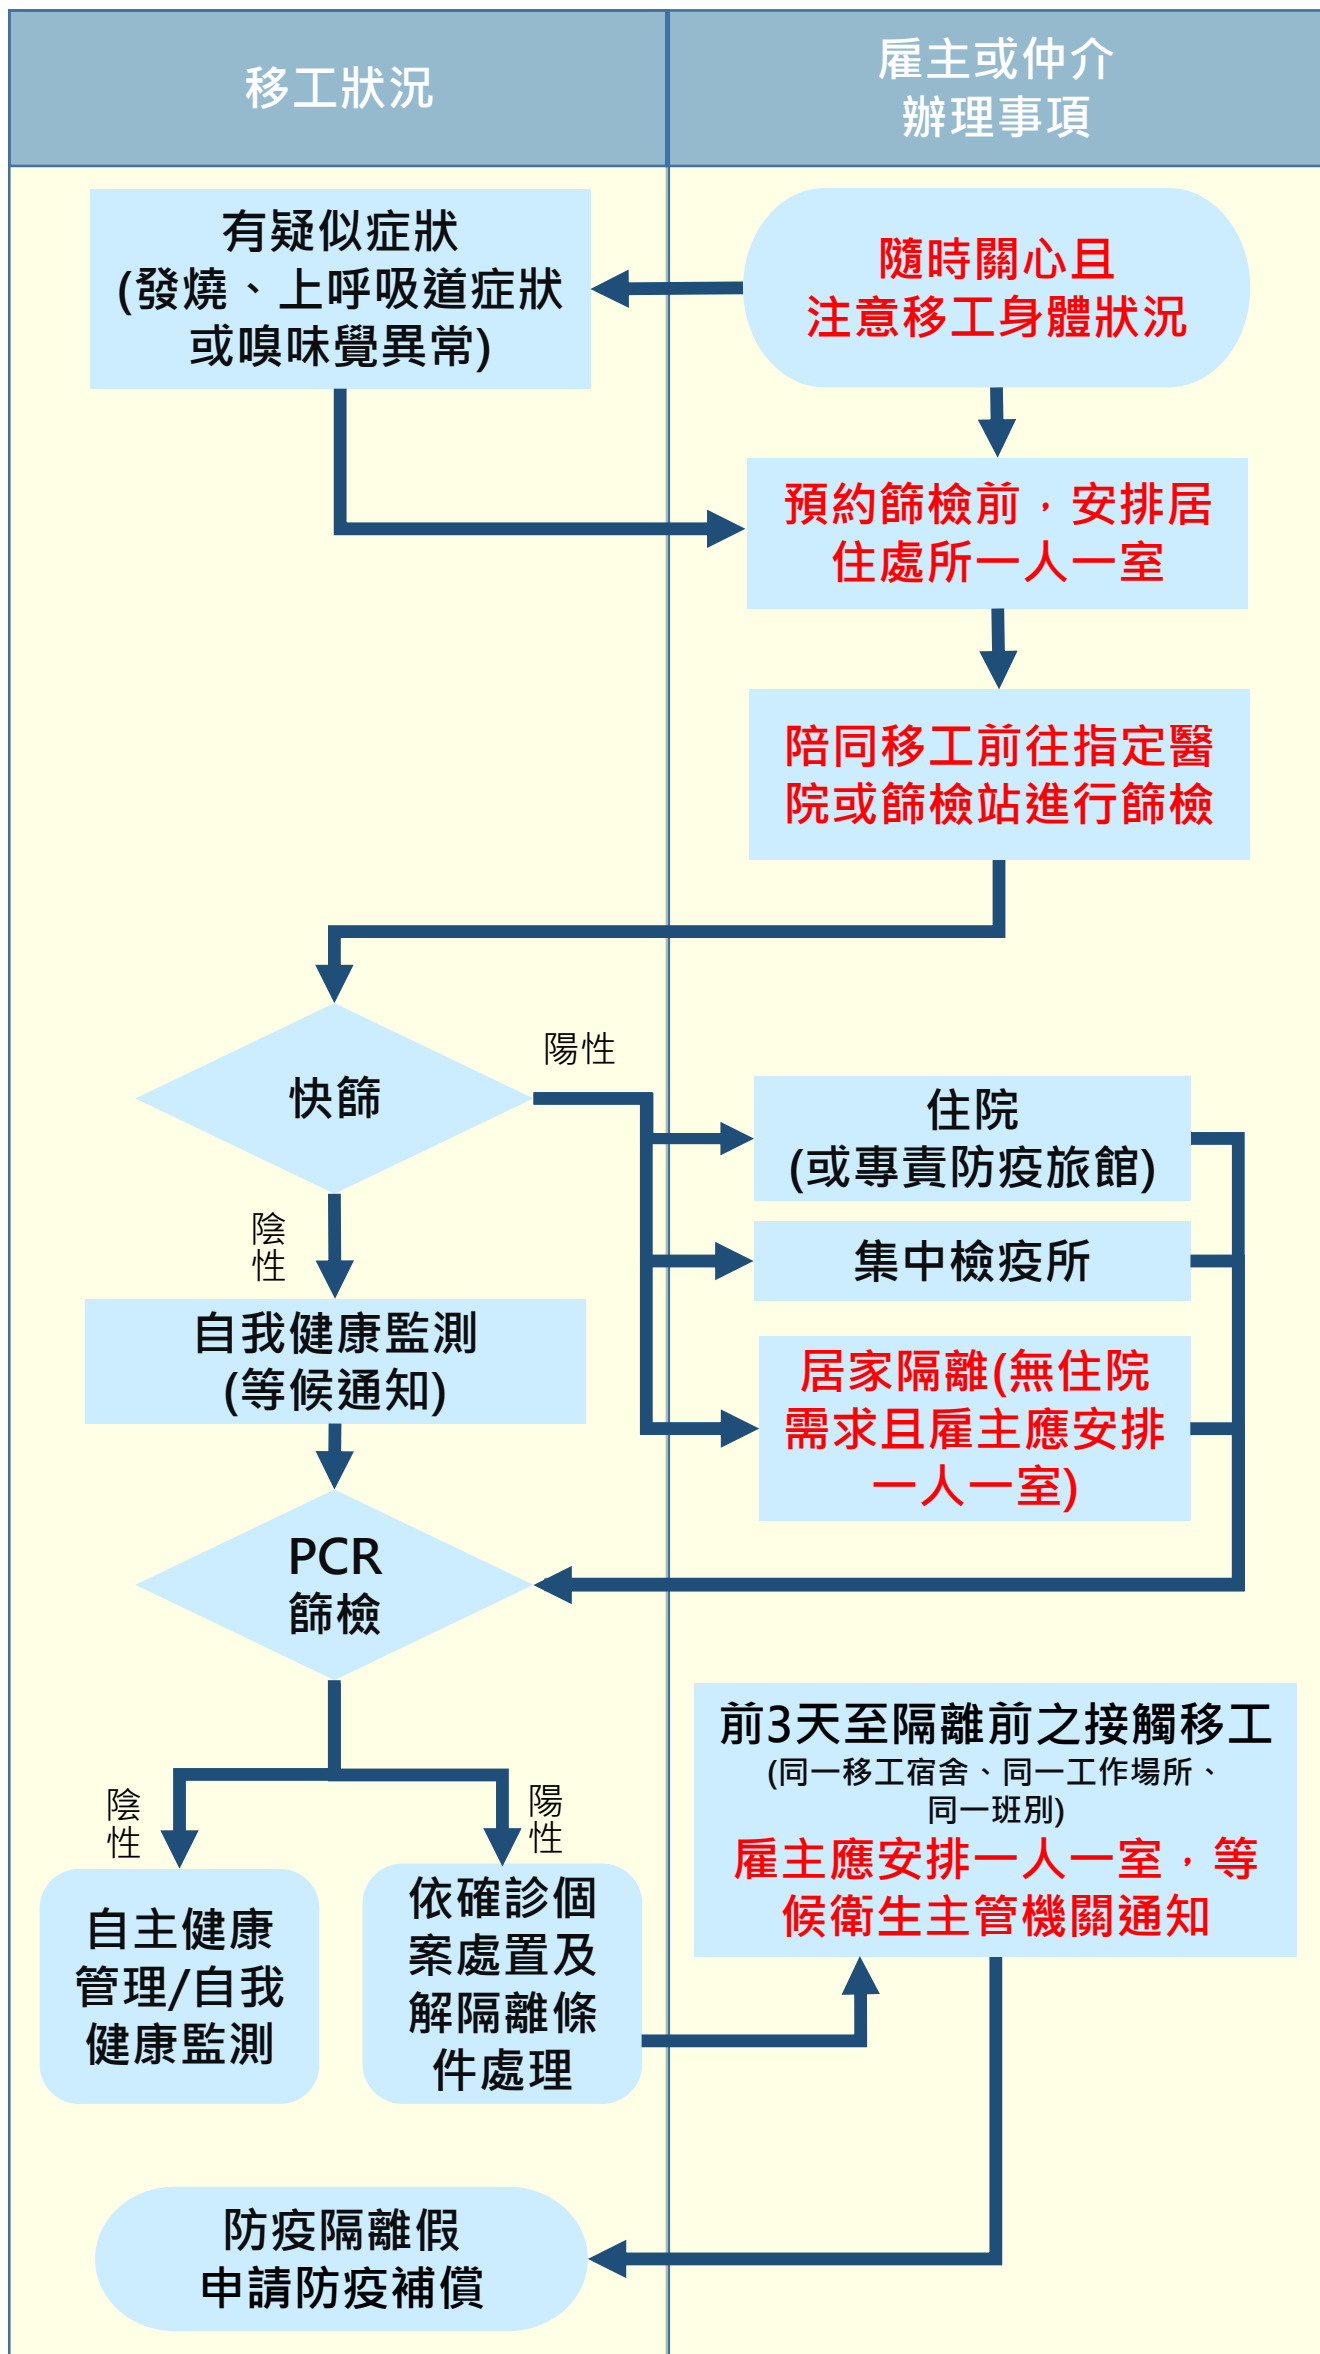 移工狀況
雇主或仲介
辦理事項
有疑似症狀
(發燒、上呼吸道症狀
或嗅味覺異常)
隨時關心且
注意移工身體狀況
預約篩檢前，安排居
住處所一人一室
陪同移工前往指定醫
院或篩檢站進行篩檢
快篩
陽性
陰
性
住院
(或專責防疫旅館)
集中檢疫所
居家隔離(無住院
需求且雇主應安排
一人一室)
自我健康監測
(等候通知)
PCR
篩檢
陰
性
陽
性
前3天至隔離前之接觸移工
(同一移工宿舍、同一工作場所、
同一班別)
雇主應安排一人一室，等
候衛生主管機關通知
自主健康
管理/自我
健康監測
依確診個
案處置及
解隔離條
件處理
防疫隔離假
申請防疫補償